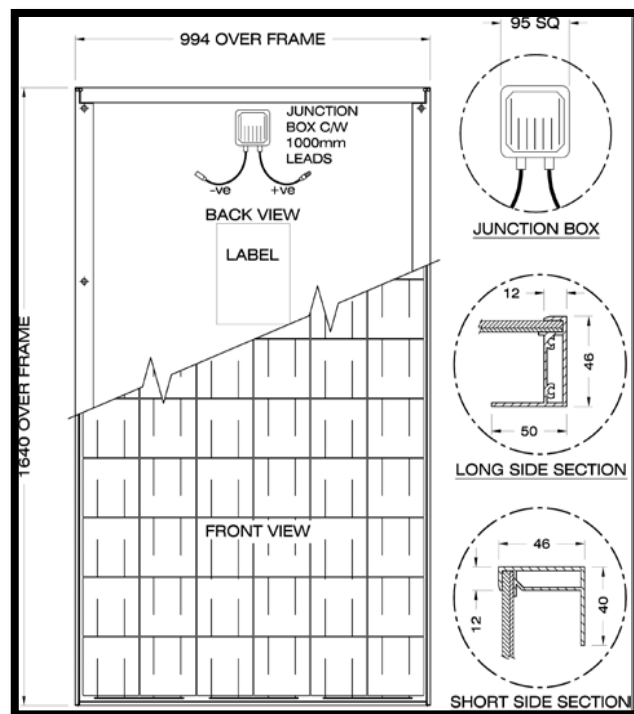 994 OVER FRAME
95 SQ
JUNCTION
BOX C/W
1000mm
LEADS
-ve
+ve
BACK VIEW
LABEL
JUNCTION BOX
12
46
50
LONG SIDE SECTION
1640 OVER FRAME
FRONT VIEW
46
12
40
SHORT SIDE SECTION